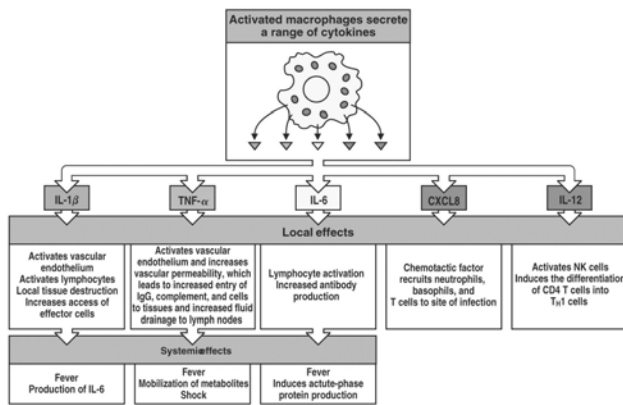 Activated macrophages secrete
a range of cytokines
IL-1β
TNF-α
IL-6
CXCL8
IL-12
Local effects
Activates vascular
endothelium
Activates lymphocytes
Local tissue destruction
Increases access of
effector cells
Activates vascular
endothelium and increases
vascular permeability, which
leads to increased entry of
IgG, complement, and cells
to tissues and increased fluid
drainage to lymph nodes
Lymphocyte activation
Increased antibody
production
Chemotactic factor
recruits neutrophils,
basophils, and
T cells to site of infection
Activates NK cells
Induces the differentiation
of CD4 T cells into
TH1 cells
Systemic effects
Fever
Production of IL-6
Fever
Mobilization of metabolites
Shock
Fever
Induces actute-phase
protein production